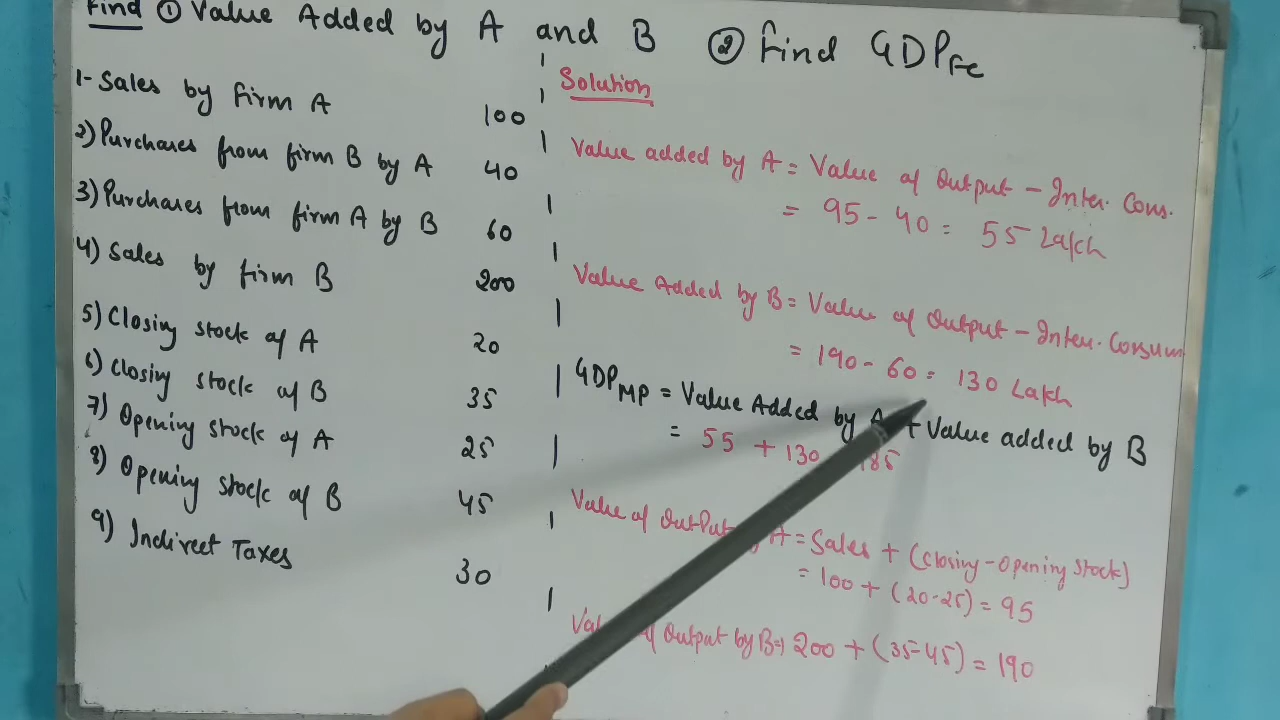 Find ① Value Added by A and B ② Find GDPFC
1- Sales by firm A 100
2) Purchases from firm B by A 40
3) Purchases from firm A by B 60
4) Sales by firm B 200
5) Closing stock of A 20
6) Closing stock of B 35
7) Opening stock of A 25
8) Opening stock of B 45
9) Indirect Taxes 30
Solution
Value added by A = Value of Output - Inter. Cons.
= 95 - 40 = 55 Lakh
Value Added by B = Value of Output - Inter. Consum
= 190 - 60 = 130 Lakh
GDPMP = Value Added by A + Value added by B
= 55 + 130 185
Value of Output A = Sales + (Closing - Opening Stock)
= 100 + (20-25) = 95
of Output by B = 200 + (35-45) = 190